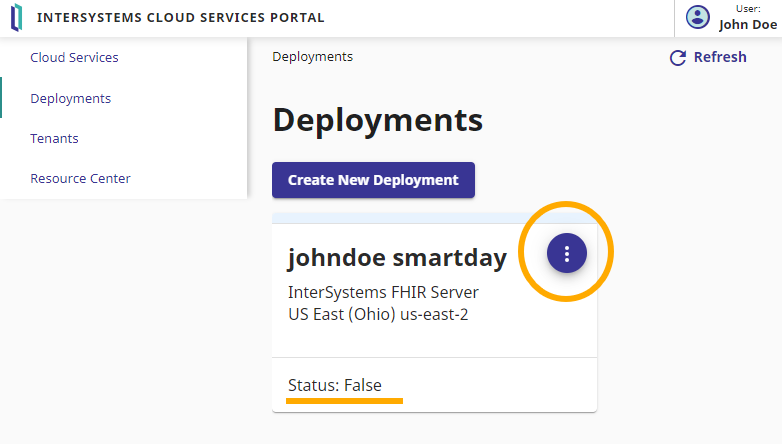 INTERSYSTEMS CLOUD SERVICES PORTAL
User:
John Doe
Cloud Services
Deployments
Tenants
Resource Center
Deployments
Refresh
Deployments
Create New Deployment
johndoe smartday
InterSystems FHIR Server
US East (Ohio) us-east-2
Status: False